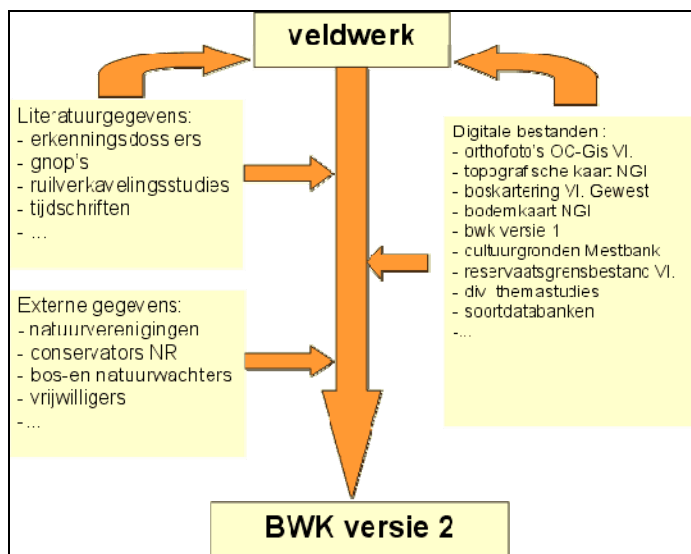 veldwerk
Literatuurgegevens:
- erkenningsdossiers
- gnop's
- ruilverkavelingsstudies
- tijdschriften
- ...
Externe gegevens:
- natuurverenigingen
- conservators NR
- bos-en natuurwachters
- vrijwilligers
- ...
Digitale bestanden :
- orthofoto's OC-Gis Vl.
- topografische kaart NGI
- boskartering Vl. Gewest
- bodemkaart NGI
- bwk versie 1
- cultuurgronden Mestbank
- reservaatsgrensbestand Vl.
- div. themastudies
- soortdatabanken
-...
BWK versie 2